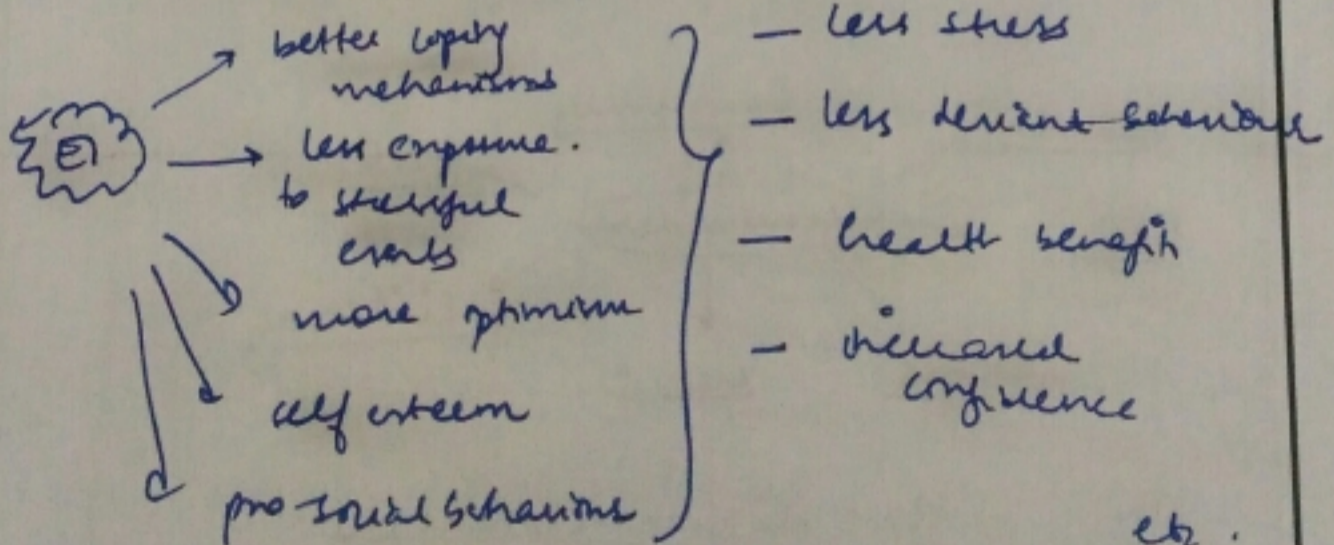 EI
better coping
mechanisms
less exposure.
to stressful
events
more optimism
self esteem
pro-social behaviours
— less stress
— less deviant behaviour
— health benefits
— increased
confidence
etc.